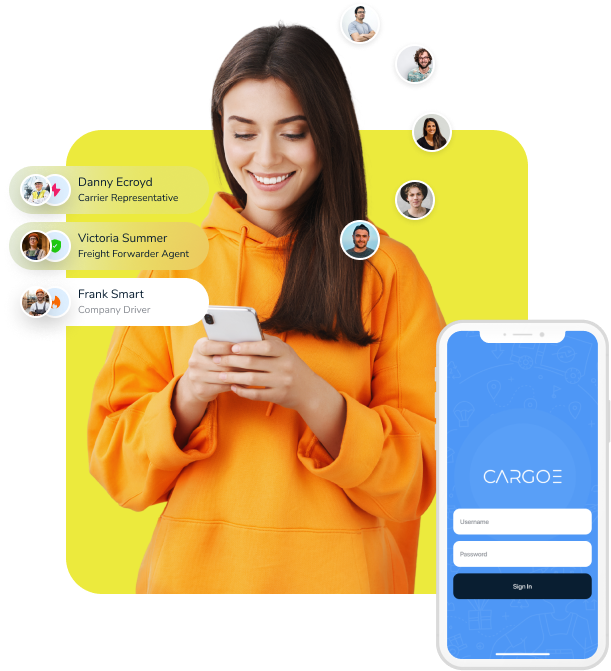 Danny Ecroyd
Carrier Representative
Victoria Summer
Freight Forwarder Agent
Frank Smart
Company Driver
CARGOE
Username
Password
Sign In